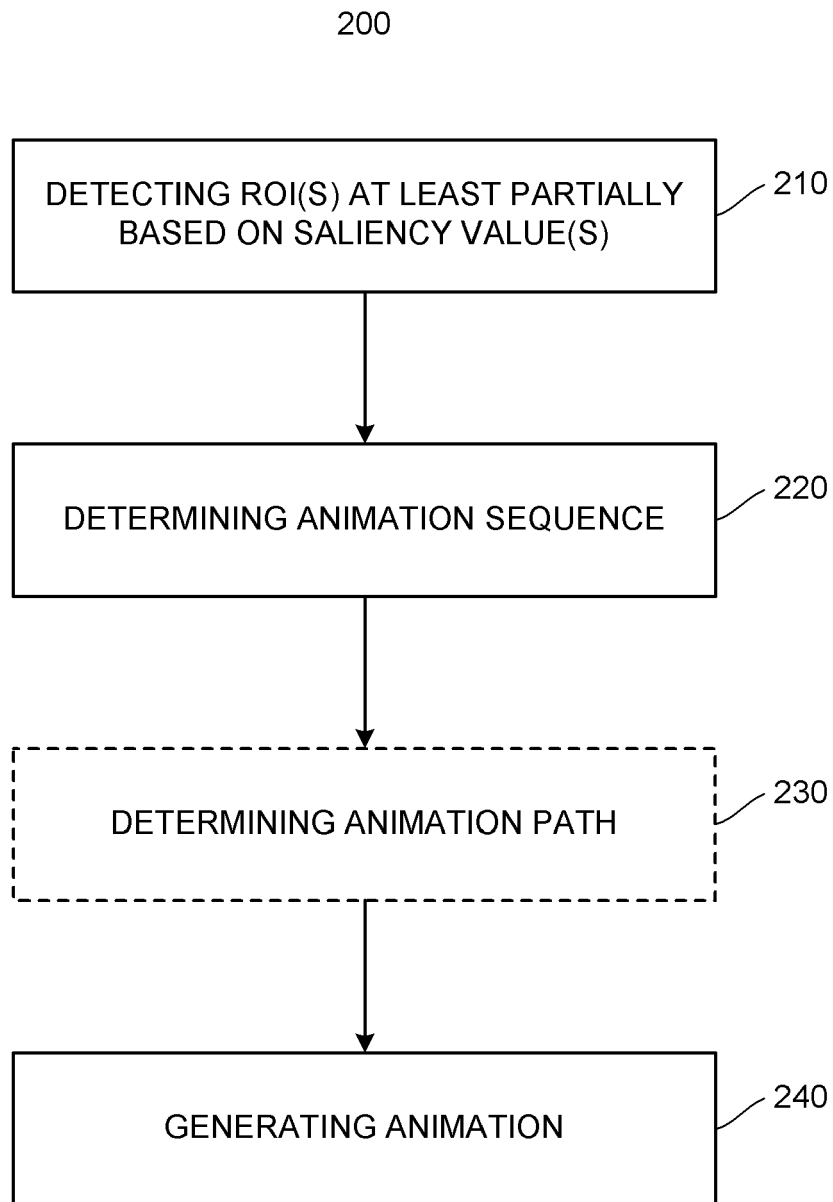 200
DETECTING ROI(S) AT LEAST PARTIALLY
BASED ON SALIENCY VALUE(S)
210
DETERMINING ANIMATION SEQUENCE
220
DETERMINING ANIMATION PATH
230
GENERATING ANIMATION
240